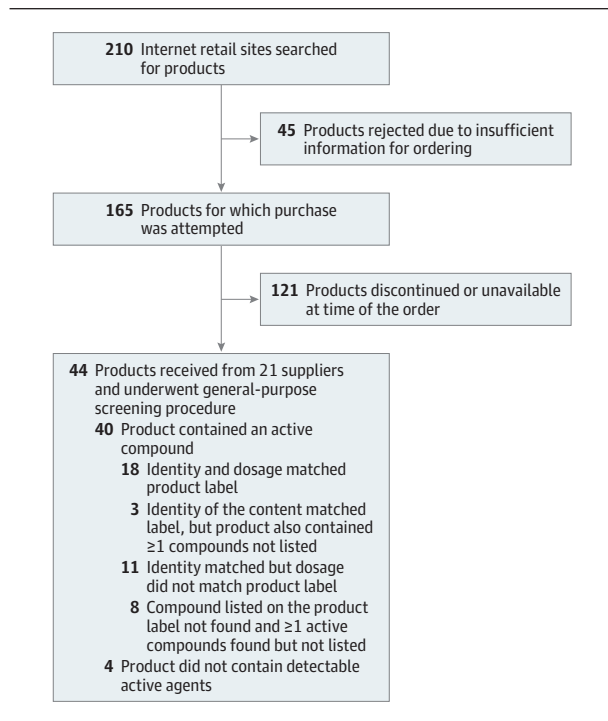 210 Internet retail sites searched
for products
45 Products rejected due to insufficient
information for ordering
165 Products for which purchase
was attempted
121 Products discontinued or unavailable
at time of the order
44 Products received from 21 suppliers
and underwent general-purpose
screening procedure
40 Product contained an active
compound
18 Identity and dosage matched
product label
3 Identity of the content matched
label, but product also contained
≥1 compounds not listed
11 Identity matched but dosage
did not match product label
8 Compound listed on the product
label not found and ≥1 active
compounds found but not listed
4 Product did not contain detectable
active agents